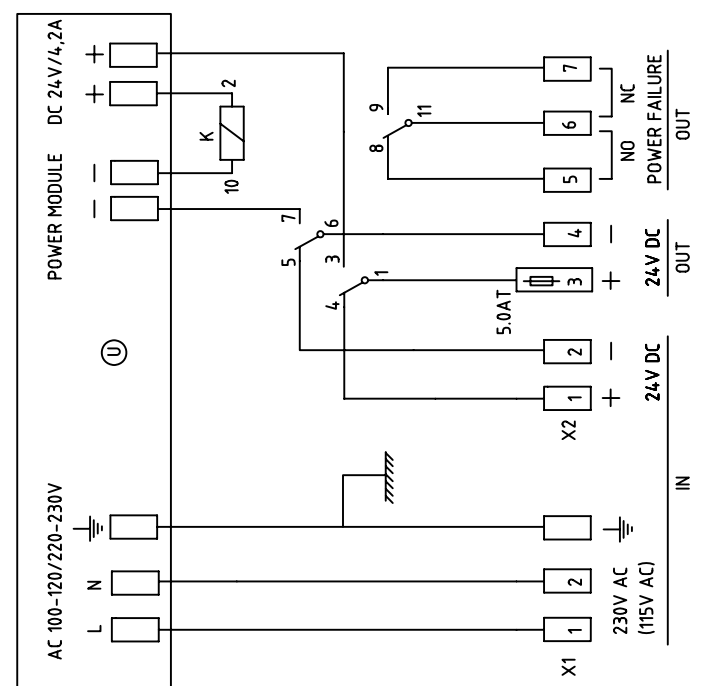 DC 24V/4,2A
POWER MODULE
AC 100-120/220-230V
+
+
–
–
N
L
U
2
K
10
7
6
5
3
1
4
9
11
8
7
6
5
NC
NO
POWER FAILURE
OUT
4
–
5.0AT
3
+
24V DC
OUT
2
–
1
+
24V DC
X2
IN
2
1
230V AC
(115V AC)
X1